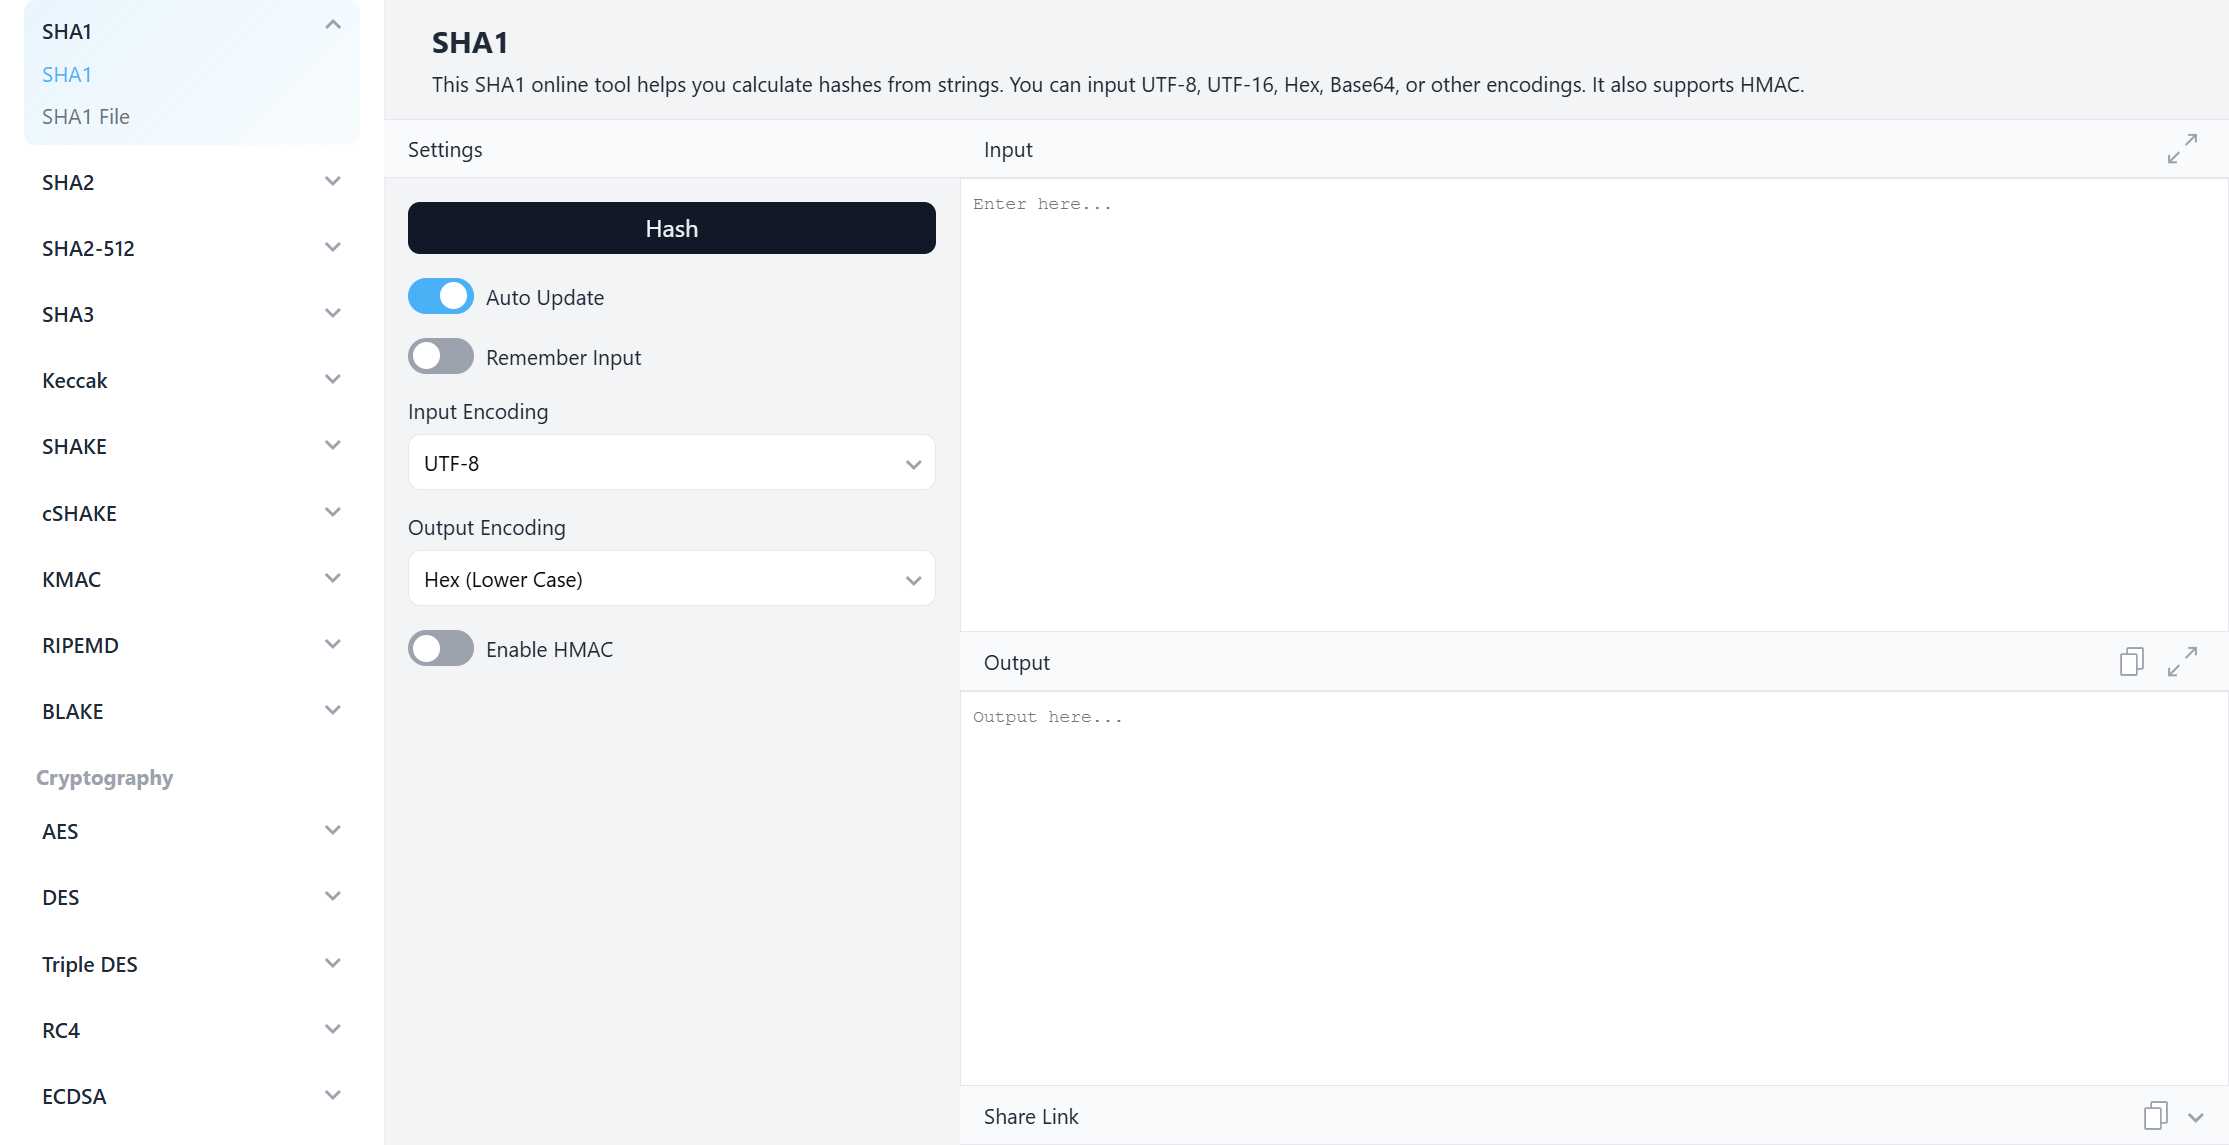 SHA1
SHA1
SHA1 File
SHA2
SHA2-512
SHA3
Keccak
SHAKE
cSHAKE
KMAC
RIPEMD
BLAKE
Cryptography
AES
DES
Triple DES
RC4
ECDSA
SHA1
This SHA1 online tool helps you calculate hashes from strings. You can input UTF-8, UTF-16, Hex, Base64, or other encodings. It also supports HMAC.
Settings
Hash
Auto Update
Remember Input
Input Encoding
UTF-8
Output Encoding
Hex (Lower Case)
Enable HMAC
Input
Enter here...
Output
Output here...
Share Link